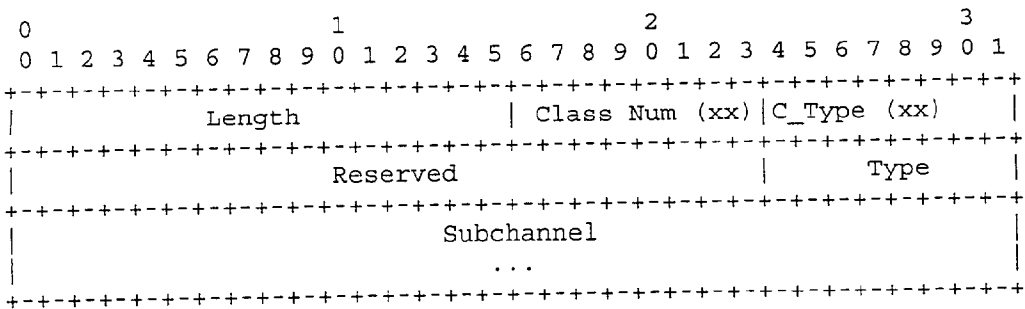 0                   1                   2                   3
0 1 2 3 4 5 6 7 8 9 0 1 2 3 4 5 6 7 8 9 0 1 2 3 4 5 6 7 8 9 0 1
+-+-+-+-+-+-+-+-+-+-+-+-+-+-+-+-+-+-+-+-+-+-+-+-+-+-+-+-+-+-+-+-+
| Length | Class Num (xx)|C_Type (xx) |
+-+-+-+-+-+-+-+-+-+-+-+-+-+-+-+-+-+-+-+-+-+-+-+-+-+-+-+-+-+-+-+-+
| Reserved | Type |
+-+-+-+-+-+-+-+-+-+-+-+-+-+-+-+-+-+-+-+-+-+-+-+-+-+-+-+-+-+-+-+-+
| Subchannel |
| ... |
+-+-+-+-+-+-+-+-+-+-+-+-+-+-+-+-+-+-+-+-+-+-+-+-+-+-+-+-+-+-+-+-+